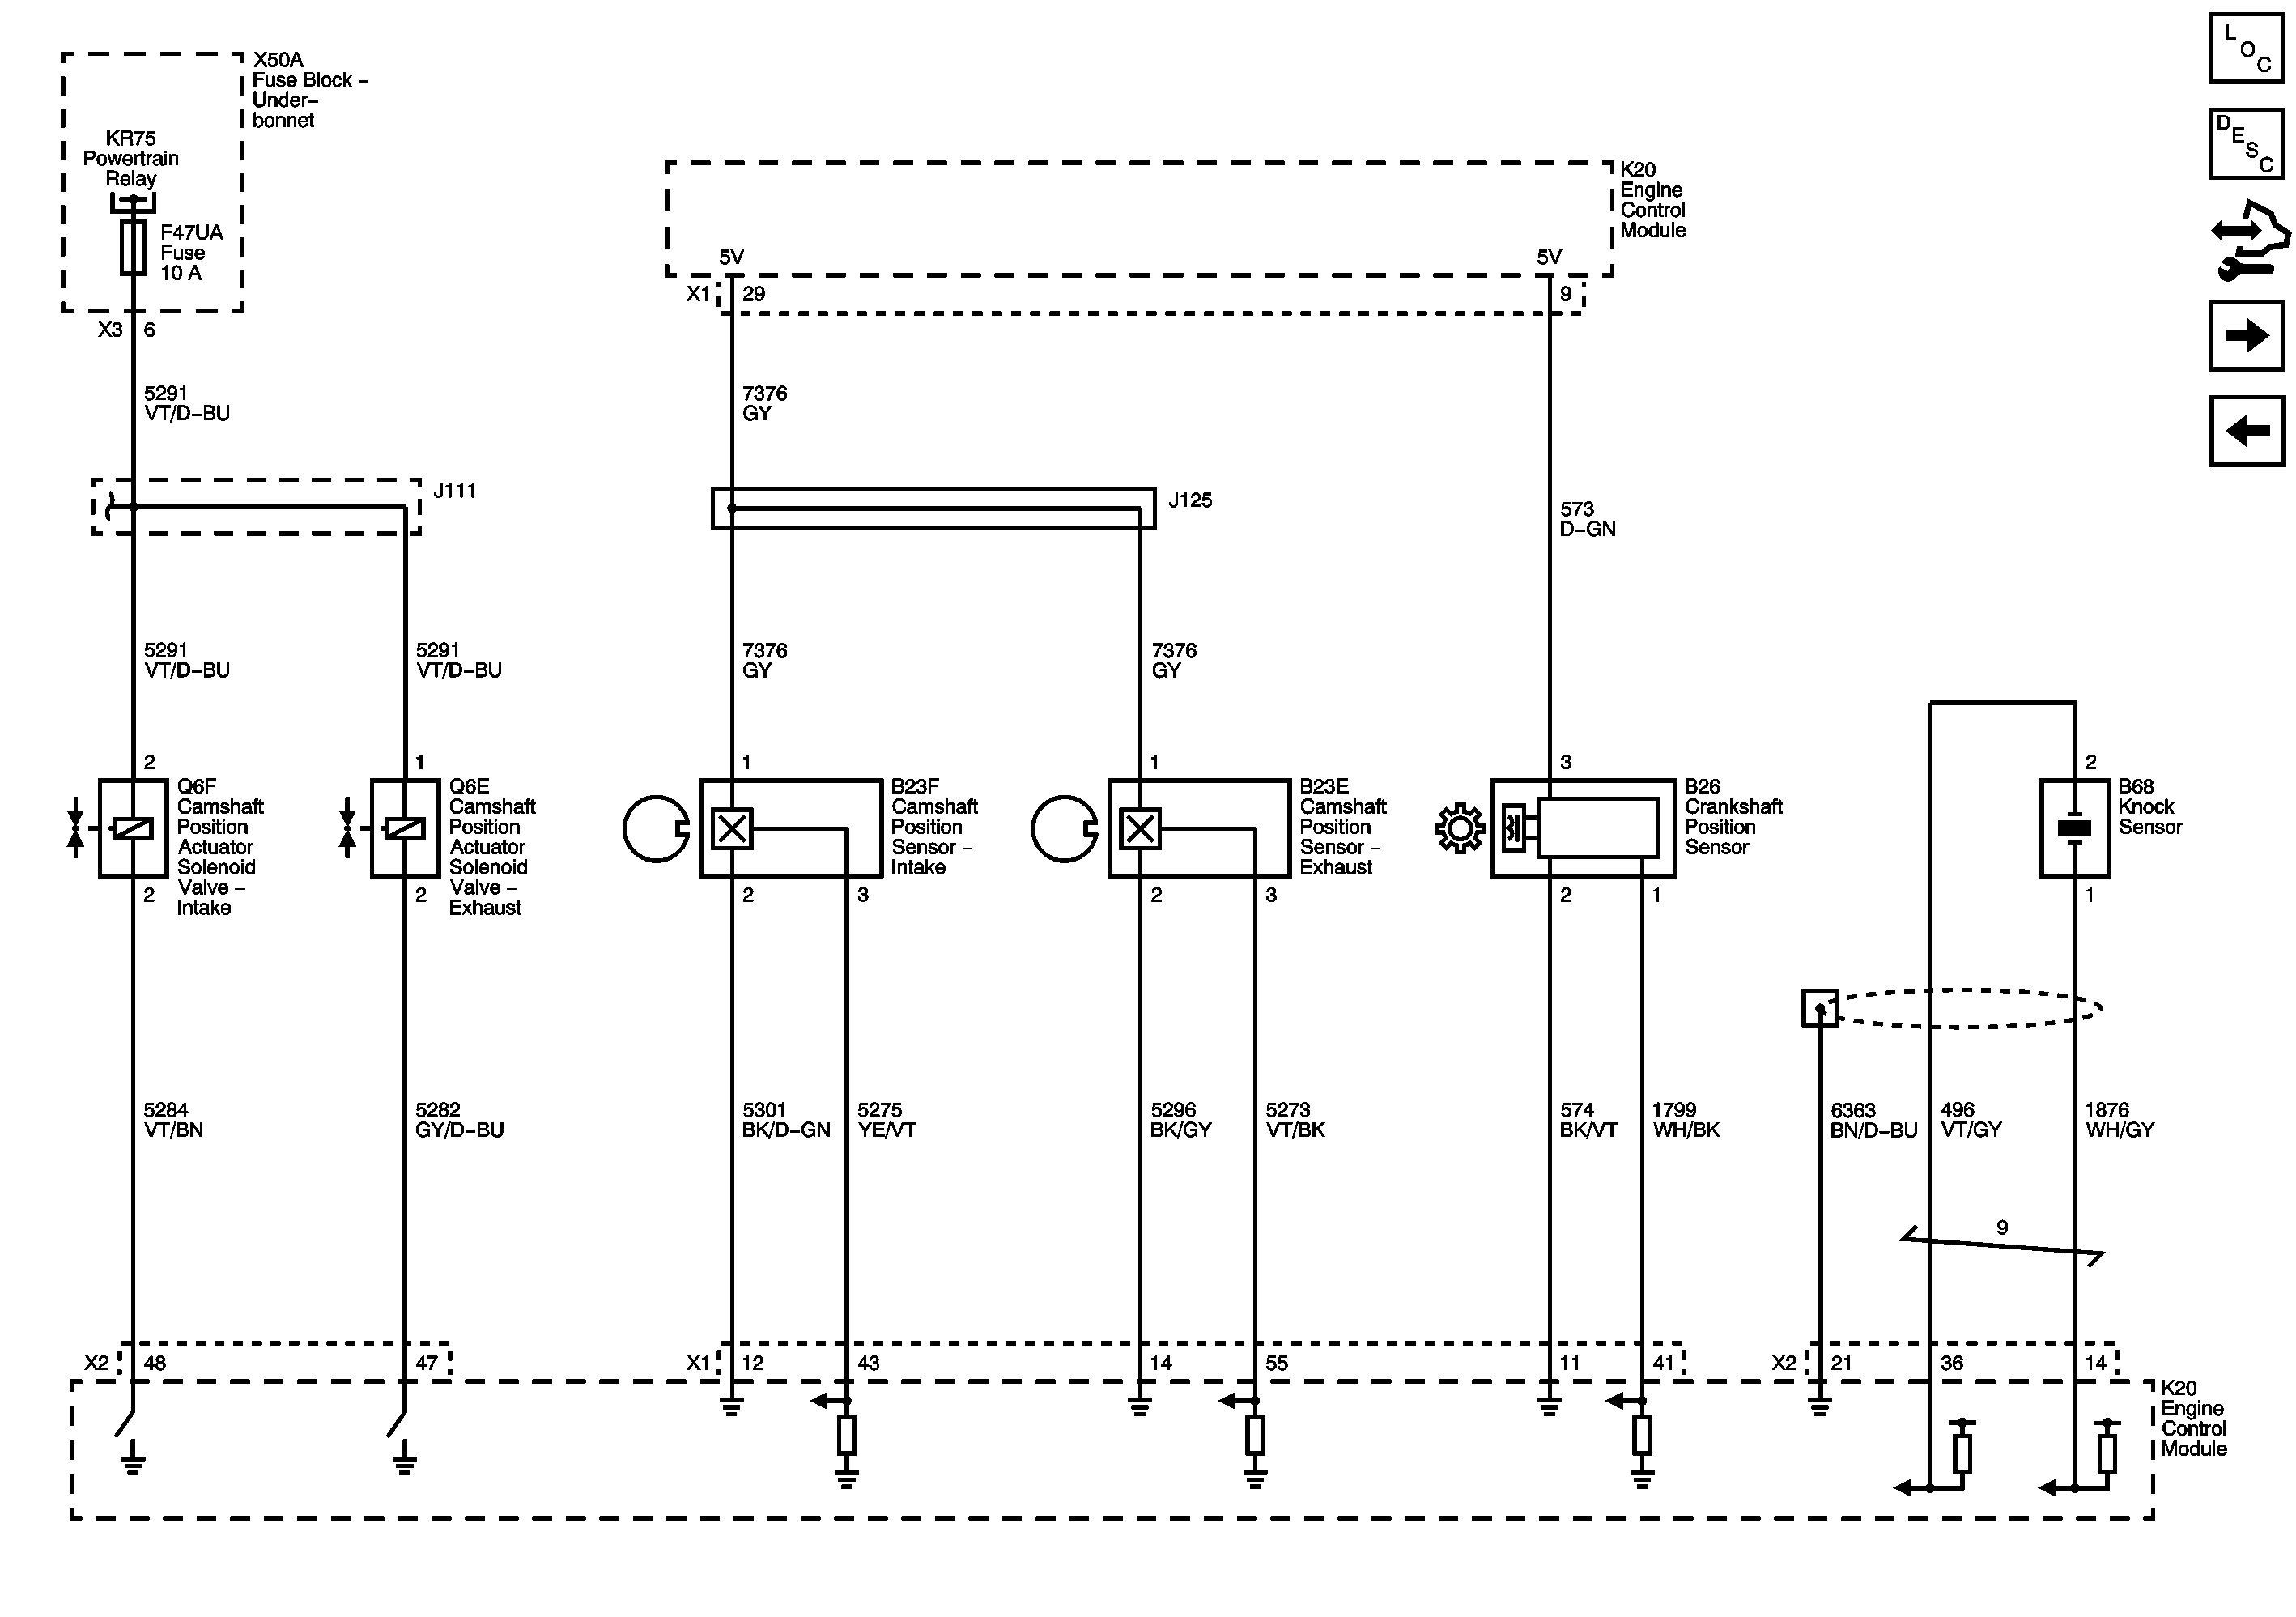 X50A
Fuse Block –
Under–
bonnet
KR75
Powertrain
Relay
F47UA
Fuse
10 A
X3 6
5291
VT/D–BU
J111
5291
VT/D–BU
5291
VT/D–BU
2
Q6F
Camshaft
Position
Actuator
Solenoid
Valve –
Intake
2
1
Q6E
Camshaft
Position
Actuator
Solenoid
Valve –
Exhaust
2
5284
VT/BN
5282
GY/D–BU
X2 48 47
K20
Engine
Control
Module
5V 5V
X1 29 9
7376
GY
J125
573
D–GN
7376
GY
7376
GY
1
B23F
Camshaft
Position
Sensor –
Intake
2 3
1
B23E
Camshaft
Position
Sensor –
Exhaust
2 3
3
B26
Crankshaft
Position
Sensor
2 1
2
B68
Knock
Sensor
1
5301
BK/D–GN
5275
YE/VT
5296
BK/GY
5273
VT/BK
574
BK/VT
1799
WH/BK
6363
BN/D–BU
496
VT/GY
1876
WH/GY
9
X1 12 43 14 55 11 41
X2 21 36 14
K20
Engine
Control
Module
LOC
DESC